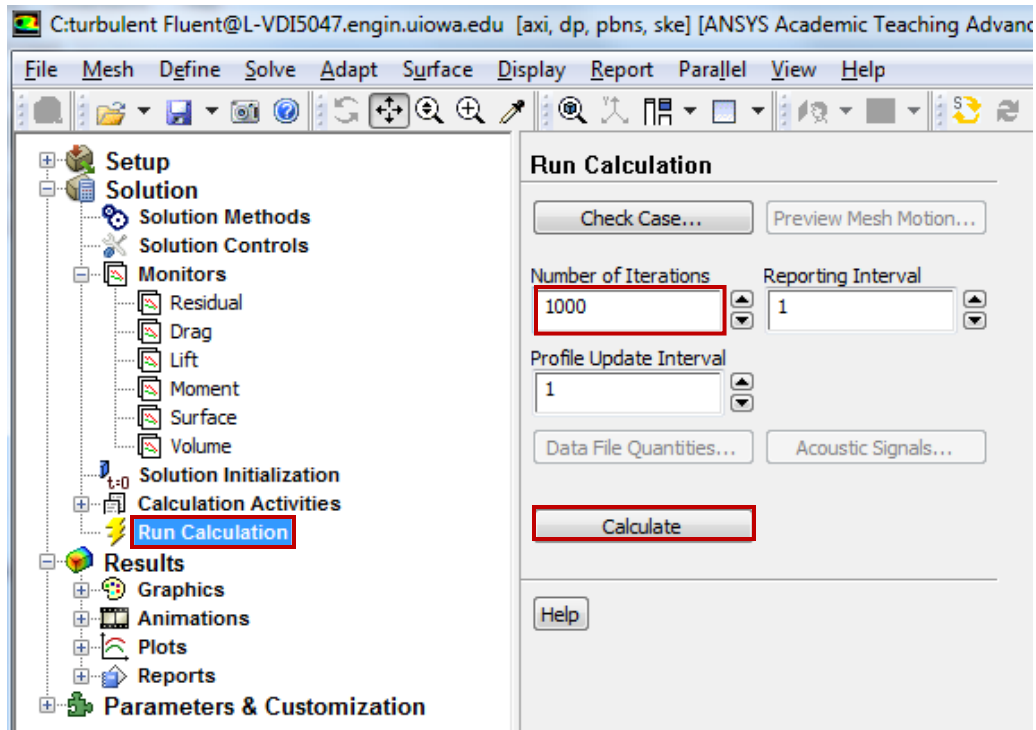 C:turbulent Fluent@L-VDI5047.engin.uiowa.edu [axi, dp, pbns, ske] [ANSYS Academic Teaching Advanc
File Mesh Define Solve Adapt Surface Display Report Parallel View Help
Setup
Solution
Solution Methods
Solution Controls
Monitors
Residual
Drag
Lift
Moment
Surface
Volume
t=0 Solution Initialization
Calculation Activities
Run Calculation
Results
Graphics
Animations
Plots
Reports
Parameters & Customization
Run Calculation
Check Case... Preview Mesh Motion...
Number of Iterations Reporting Interval
1000 1
Profile Update Interval
1
Data File Quantities... Acoustic Signals...
Calculate
Help